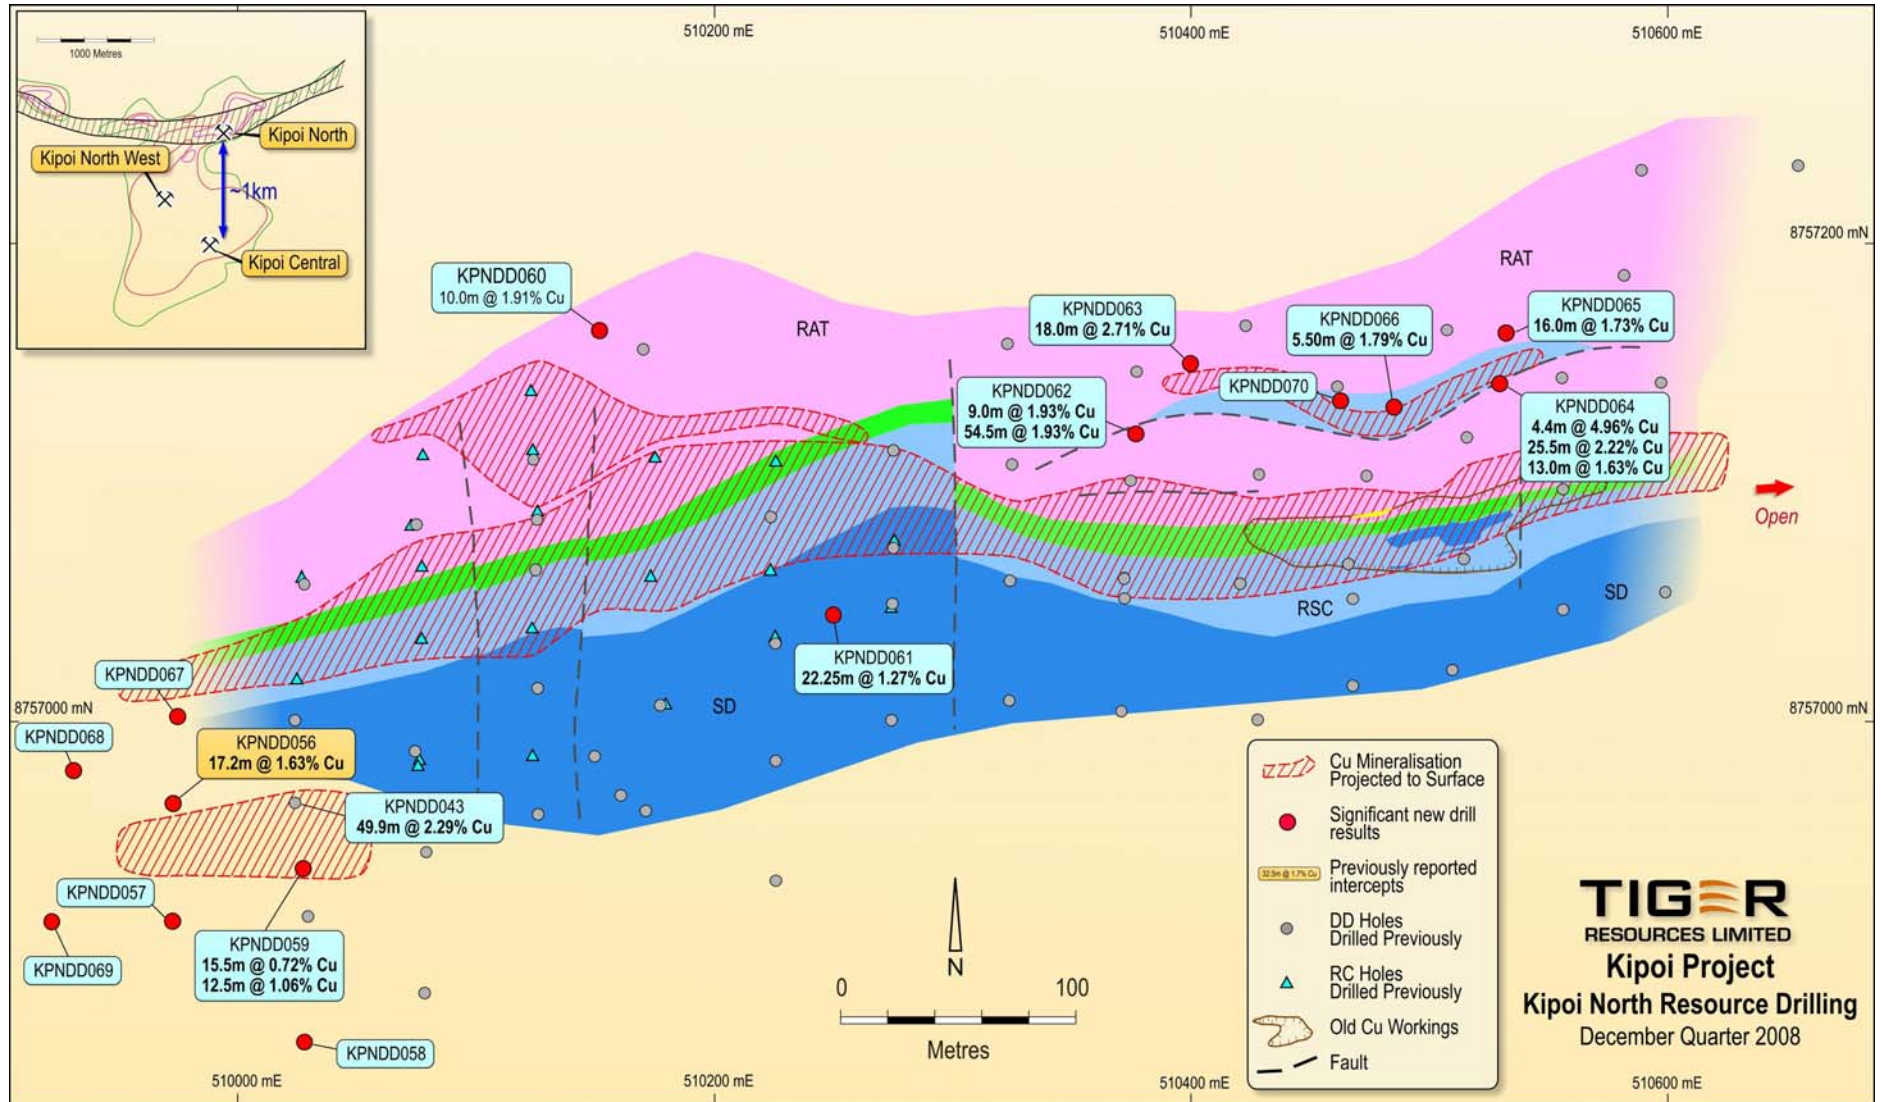 510200 mE
510400 mE
510600 mE
1000 Metres
Kipoi North
Kipoi North West
~1km
Kipoi Central
8757200 mN
RAT
RAT
KPNDD060
10.0m @ 1.91% Cu
KPNDD063
18.0m @ 2.71% Cu
KPNDD066
5.50m @ 1.79% Cu
KPNDD065
16.0m @ 1.73% Cu
KPNDD070
KPNDD062
9.0m @ 1.93% Cu
54.5m @ 1.93% Cu
KPNDD064
4.4m @ 4.96% Cu
25.5m @ 2.22% Cu
13.0m @ 1.63% Cu
Open
SD
RSC
KPNDD061
22.25m @ 1.27% Cu
SD
KPNDD067
8757000 mN
8757000 mN
KPNDD068
KPNDD056
17.2m @ 1.63% Cu
KPNDD043
49.9m @ 2.29% Cu
KPNDD057
KPNDD059
15.5m @ 0.72% Cu
12.5m @ 1.06% Cu
KPNDD069
KPNDD058
N
0
100
Metres
Cu Mineralisation
Projected to Surface
Significant new drill
results
32.5m @ 1.7% Cu
Previously reported
intercepts
DD Holes
Drilled Previously
RC Holes
Drilled Previously
Old Cu Workings
Fault
TIGER
RESOURCES LIMITED
Kipoi Project
Kipoi North Resource Drilling
December Quarter 2008
510000 mE
510200 mE
510400 mE
510600 mE